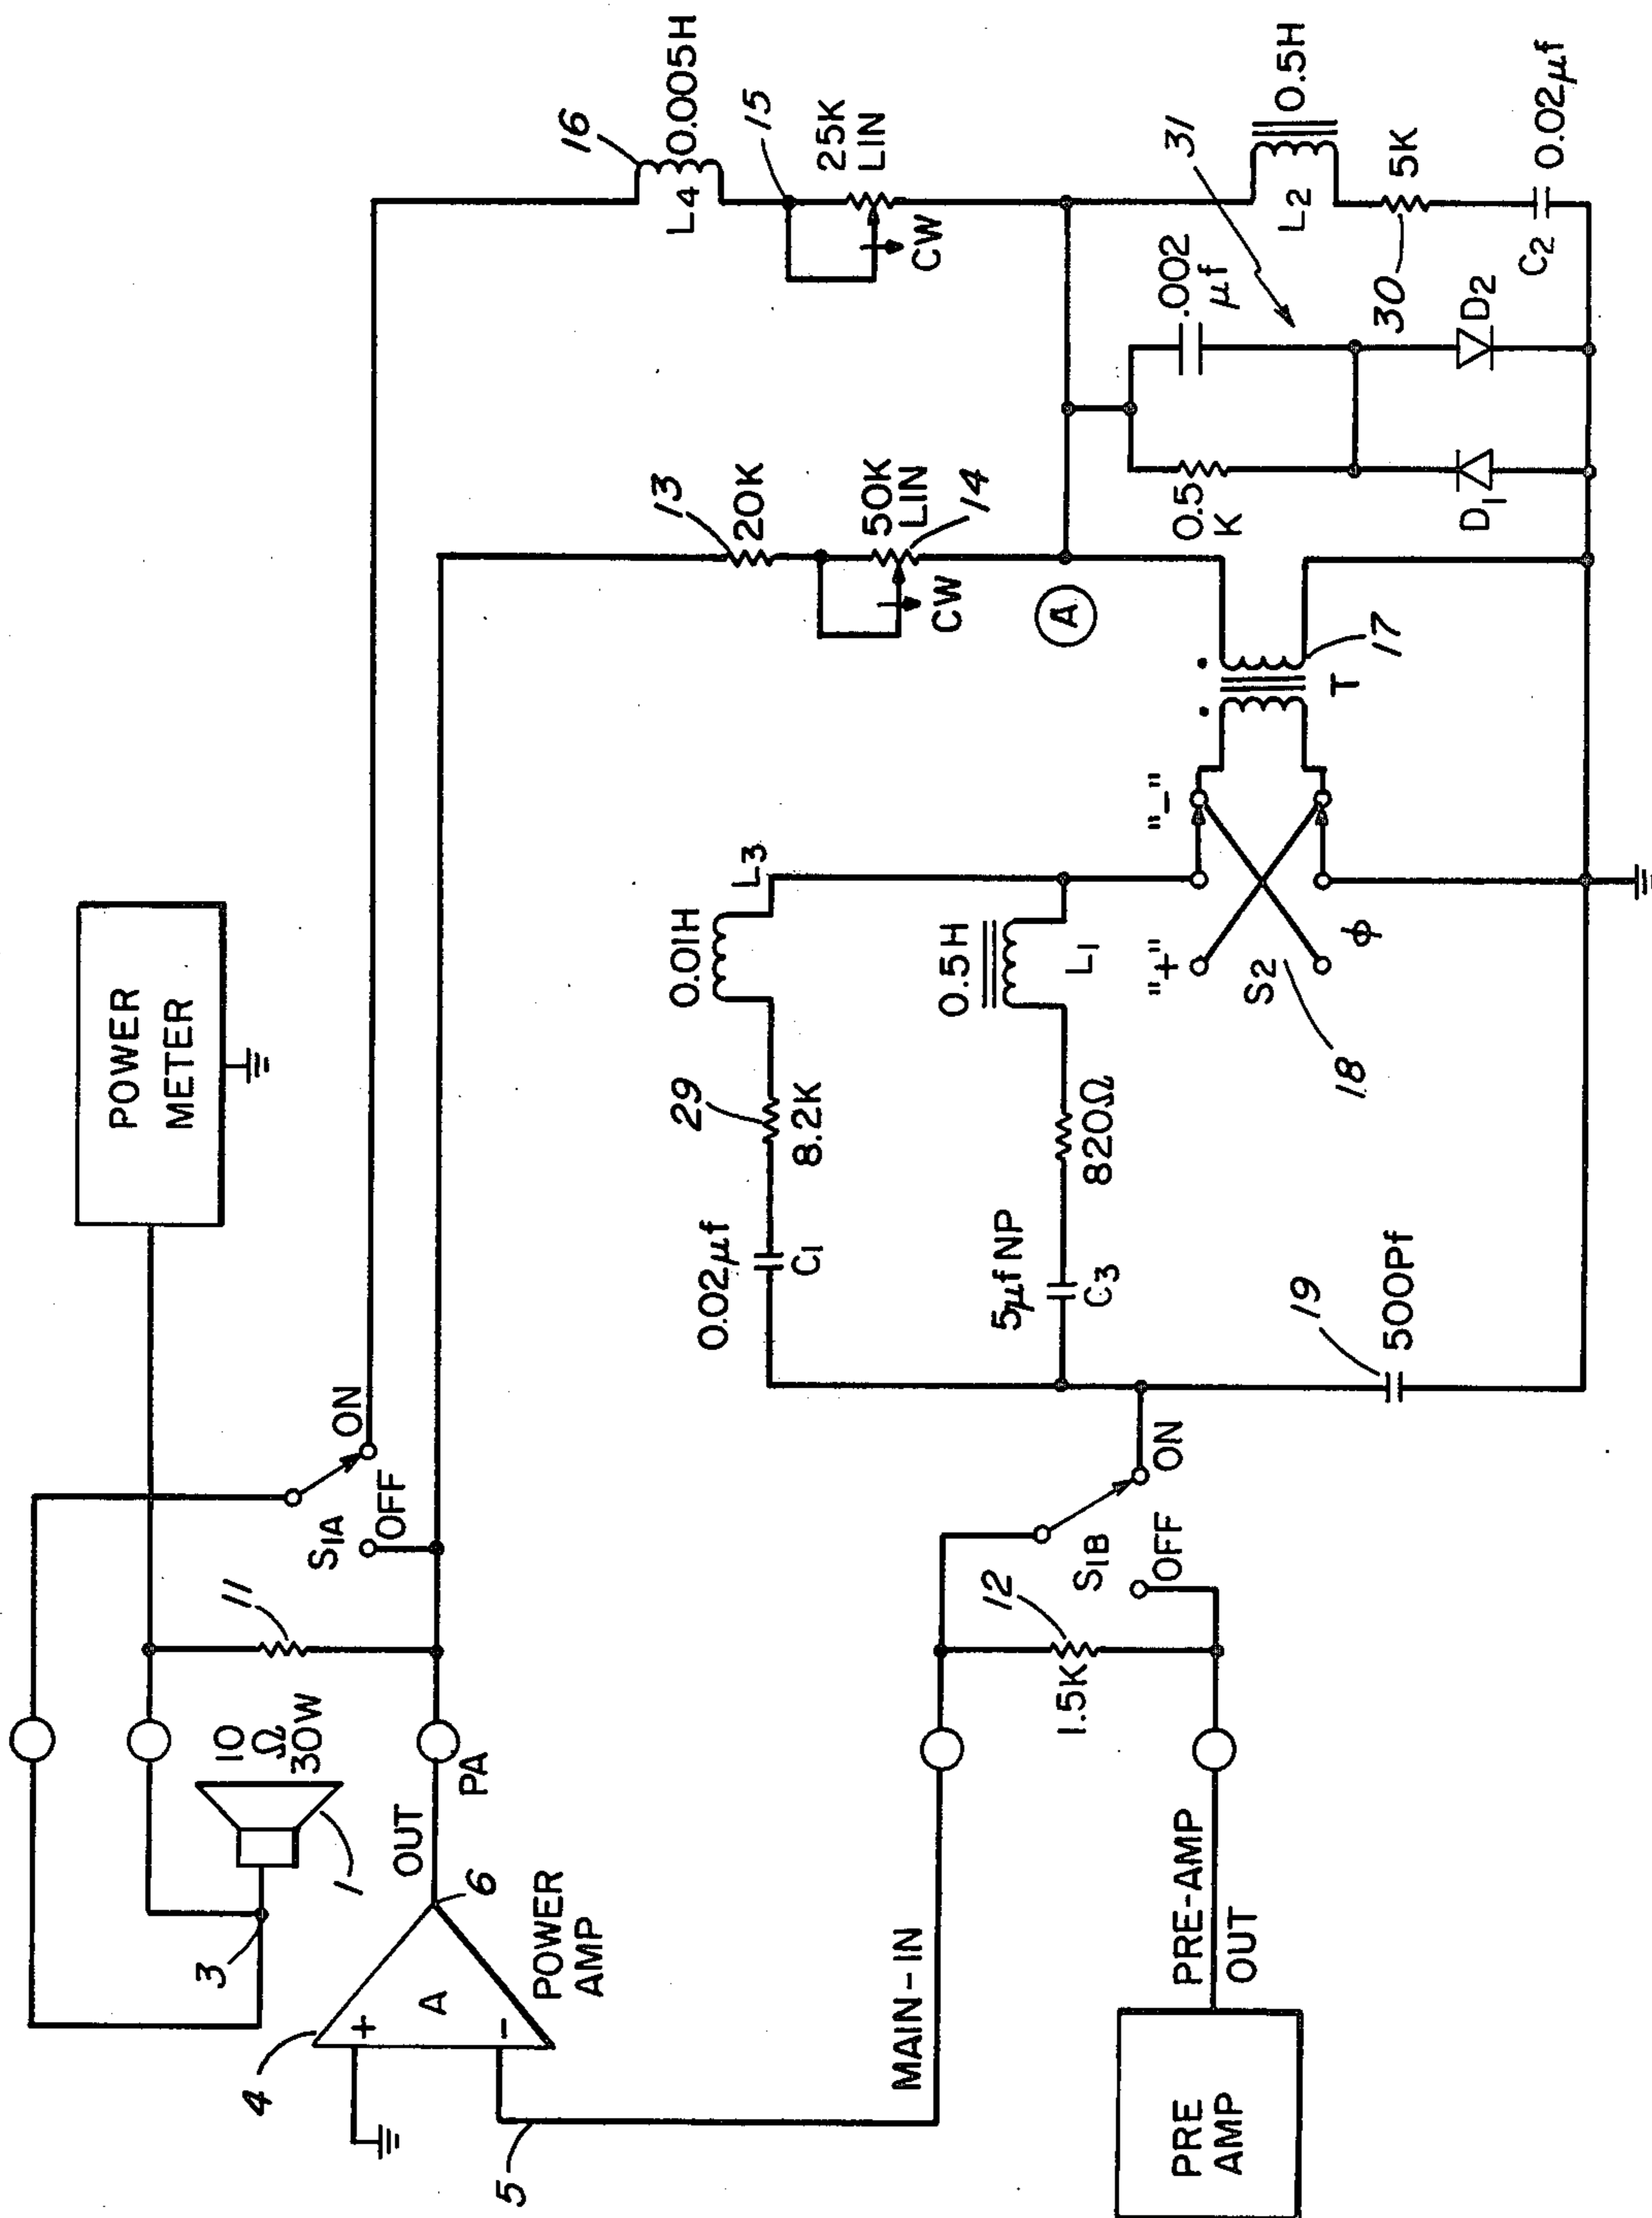 POWER
METER
16
L4
0.005H
15
25K
LIN
CW
31
L2
0.5H
.002
μf
30
5K
C2
0.02μf
D2
0.5
K
D1
13
20K
50K
LIN
14
CW
A
17
T
"-"
"+"
S2
φ
18
L3
0.01H
29
8.2K
0.02μf
C1
0.5H
L1
820Ω
5μfNP
C3
19
500Pf
ON
S1A
OFF
11
10
Ω
30W
1
3
OUT
PA
6
4
+
A
-
POWER
AMP
5
MAIN-IN
ON
S1B
OFF
12
1.5K
PRE-AMP
OUT
PRE
AMP